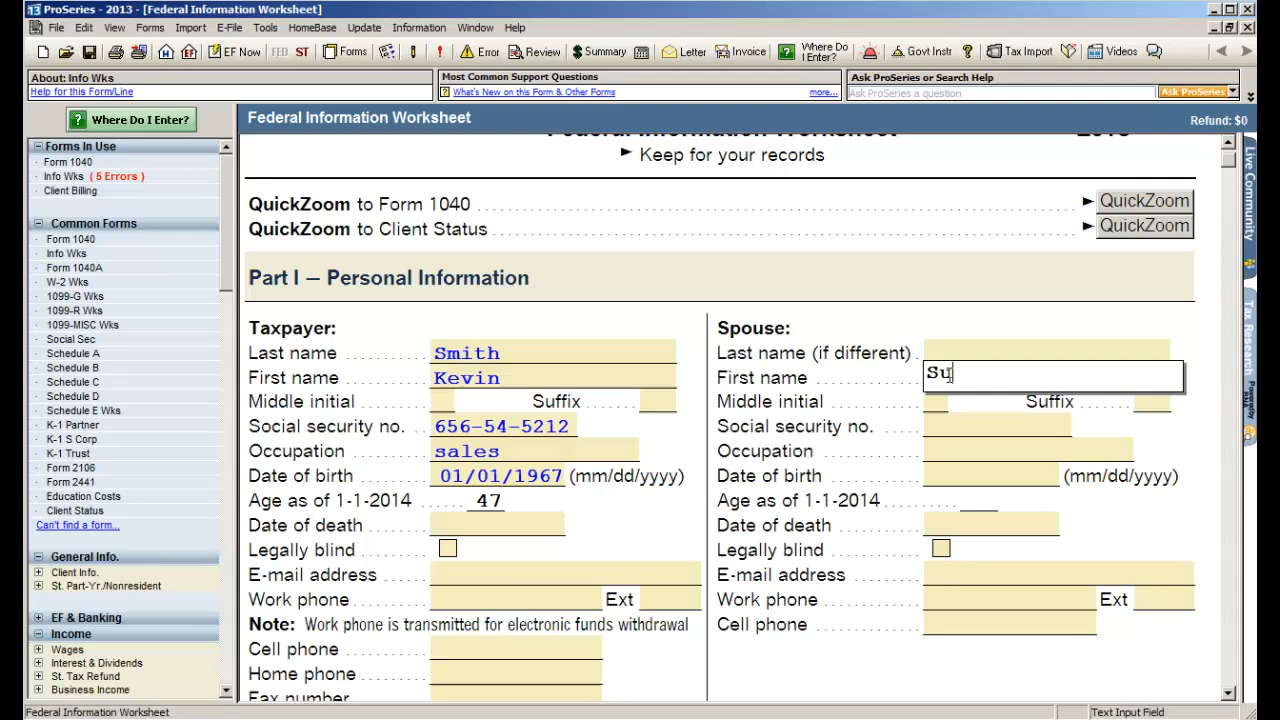 ProSeries - 2013 - [Federal Information Worksheet]
File Edit View Forms Import E-File Tools HomeBase Update Information Window Help
EF Now FED ST Forms Error Review Summary Letter Invoice Where Do I Enter? Govt Instr Tax Import Videos
About: Info Wks
Help for this Form/Line
Most Common Support Questions
What's New on this Form & Other Forms more...
Ask ProSeries or Search Help
Ask ProSeries a question Ask ProSeries
Where Do I Enter?
Federal Information Worksheet Refund: $0
Forms In Use
Form 1040
Info Wks ( 5 Errors )
Client Billing
Common Forms
Form 1040
Info Wks
Form 1040A
W-2 Wks
1099-G Wks
1099-R Wks
1099-MISC Wks
Social Sec
Schedule A
Schedule B
Schedule C
Schedule D
Schedule E Wks
K-1 Partner
K-1 S Corp
K-1 Trust
Form 2106
Form 2441
Education Costs
Client Status
Can't find a form...
General Info.
Client Info.
St. Part-Yr./Nonresident
EF & Banking
Income
Wages
Interest & Dividends
St. Tax Refund
Business Income
Federal Information Worksheet 2013
Keep for your records
QuickZoom to Form 1040 QuickZoom
QuickZoom to Client Status QuickZoom
Part I — Personal Information
Taxpayer:
Last name Smith
First name Kevin
Middle initial Suffix
Social security no. 656-54-5212
Occupation sales
Date of birth 01/01/1967 (mm/dd/yyyy)
Age as of 1-1-2014 47
Date of death
Legally blind
E-mail address
Work phone Ext
Note: Work phone is transmitted for electronic funds withdrawal
Cell phone
Home phone
Fax number
Spouse:
Last name (if different)
First name Su
Middle initial Suffix
Social security no.
Occupation
Date of birth (mm/dd/yyyy)
Age as of 1-1-2014
Date of death
Legally blind
E-mail address
Work phone Ext
Cell phone
Live Community
Tax Research
Federal Information Worksheet Text Input Field